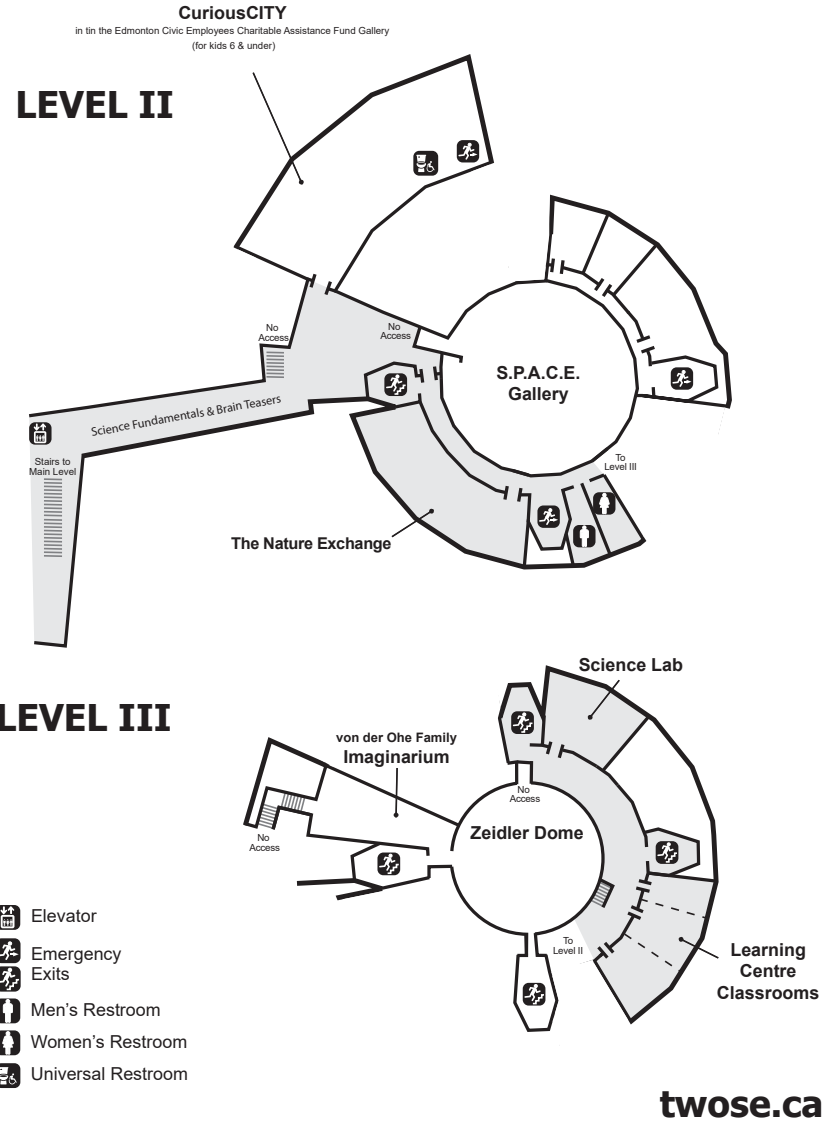 CuriousCITY
in tin the Edmonton Civic Employees Charitable Assistance Fund Gallery
(for kids 6 & under)
LEVEL II
No
Access
No
Access
S.P.A.C.E.
Gallery
Science Fundamentals & Brain Teasers
Stairs to
Main Level
To
Level III
The Nature Exchange
Science Lab
LEVEL III
von der Ohe Family
Imaginarium
No
Access
Zeidler Dome
No
Access
To
Level II
Learning
Centre
Classrooms
Elevator
Emergency
Exits
Men's Restroom
Women's Restroom
Universal Restroom
twose.ca